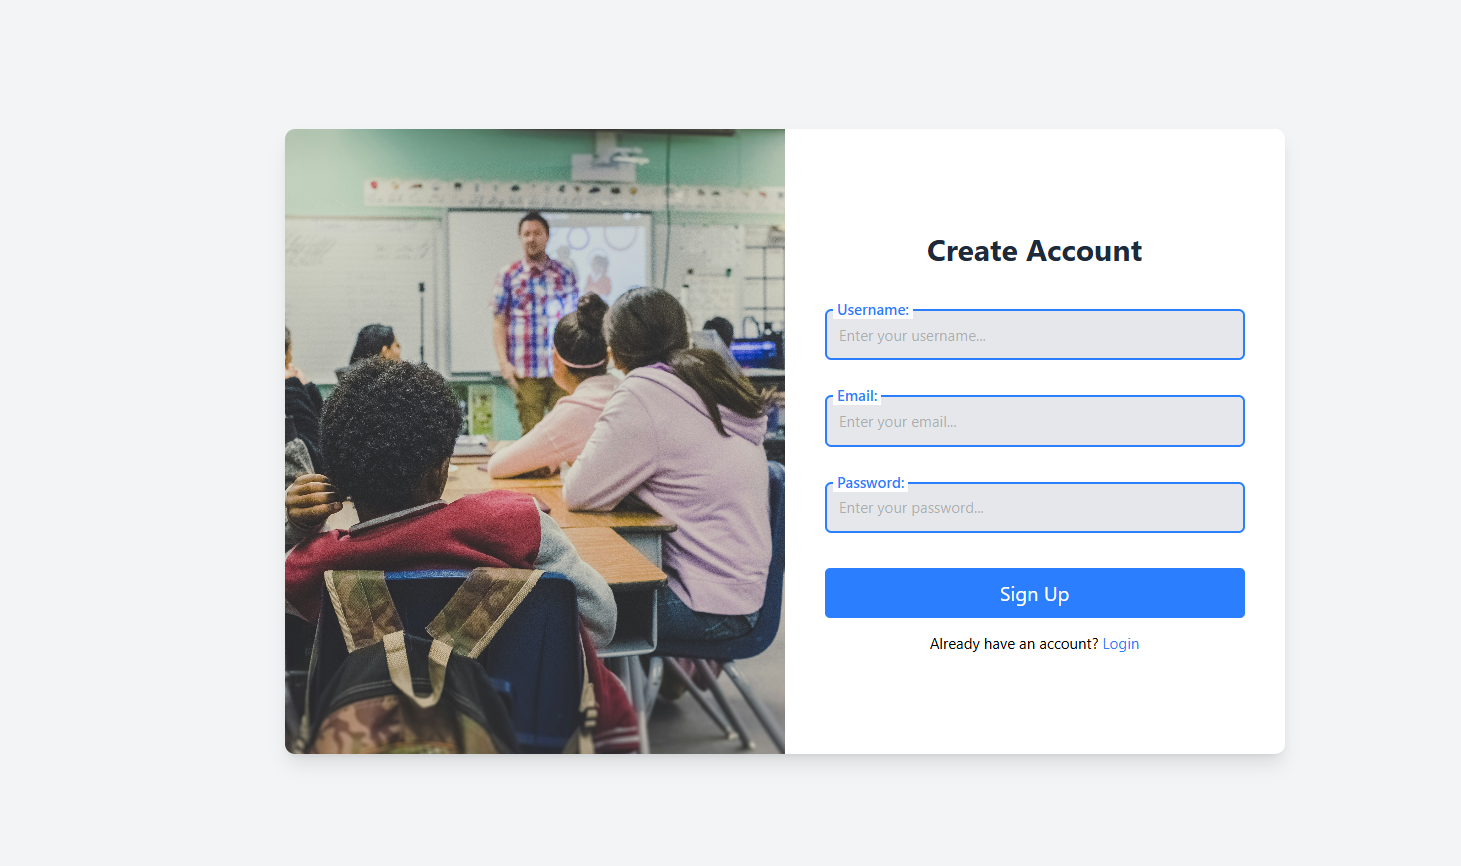 Create Account
Username:
Enter your username...
Email:
Enter your email...
Password:
Enter your password...
Sign Up
Already have an account? Login